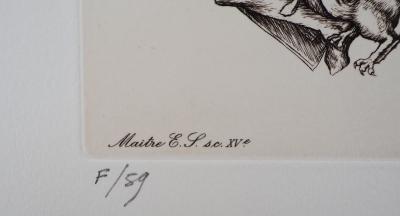 Maitre E. S. sc. XVe
F/59